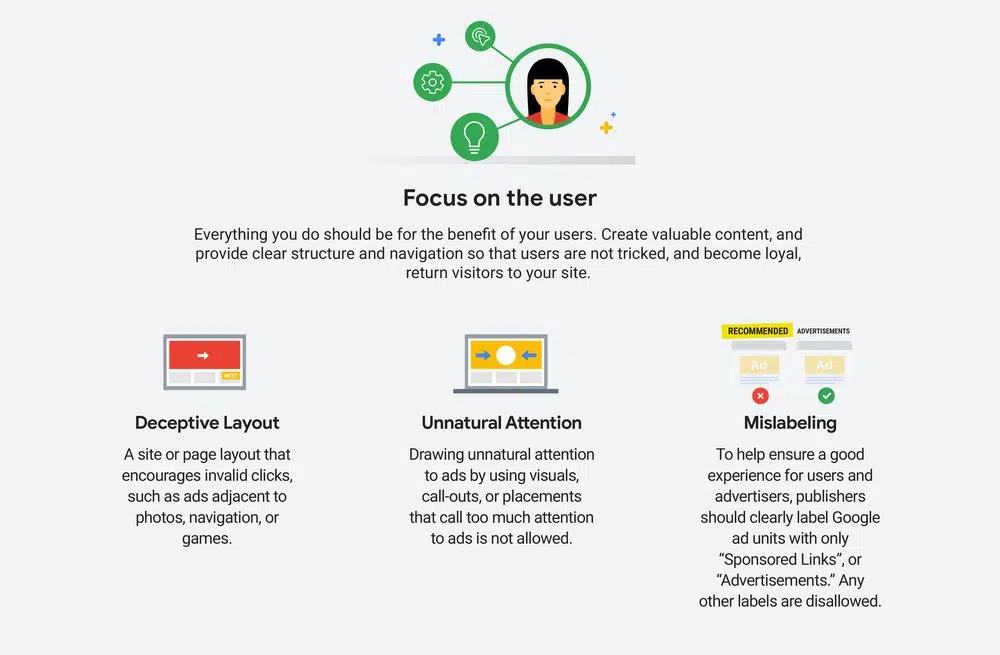 Focus on the user
Everything you do should be for the benefit of your users. Create valuable content, and
provide clear structure and navigation so that users are not tricked, and become loyal,
return visitors to your site.
NEXT
Deceptive Layout
A site or page layout that
encourages invalid clicks,
such as ads adjacent to
photos, navigation, or
games.
Unnatural Attention
Drawing unnatural attention
to ads by using visuals,
call-outs, or placements
that call too much attention
to ads is not allowed.
RECOMMENDED ADVERTISEMENTS
Ad Ad
Mislabeling
To help ensure a good
experience for users and
advertisers, publishers
should clearly label Google
ad units with only
“Sponsored Links”, or
“Advertisements.” Any
other labels are disallowed.